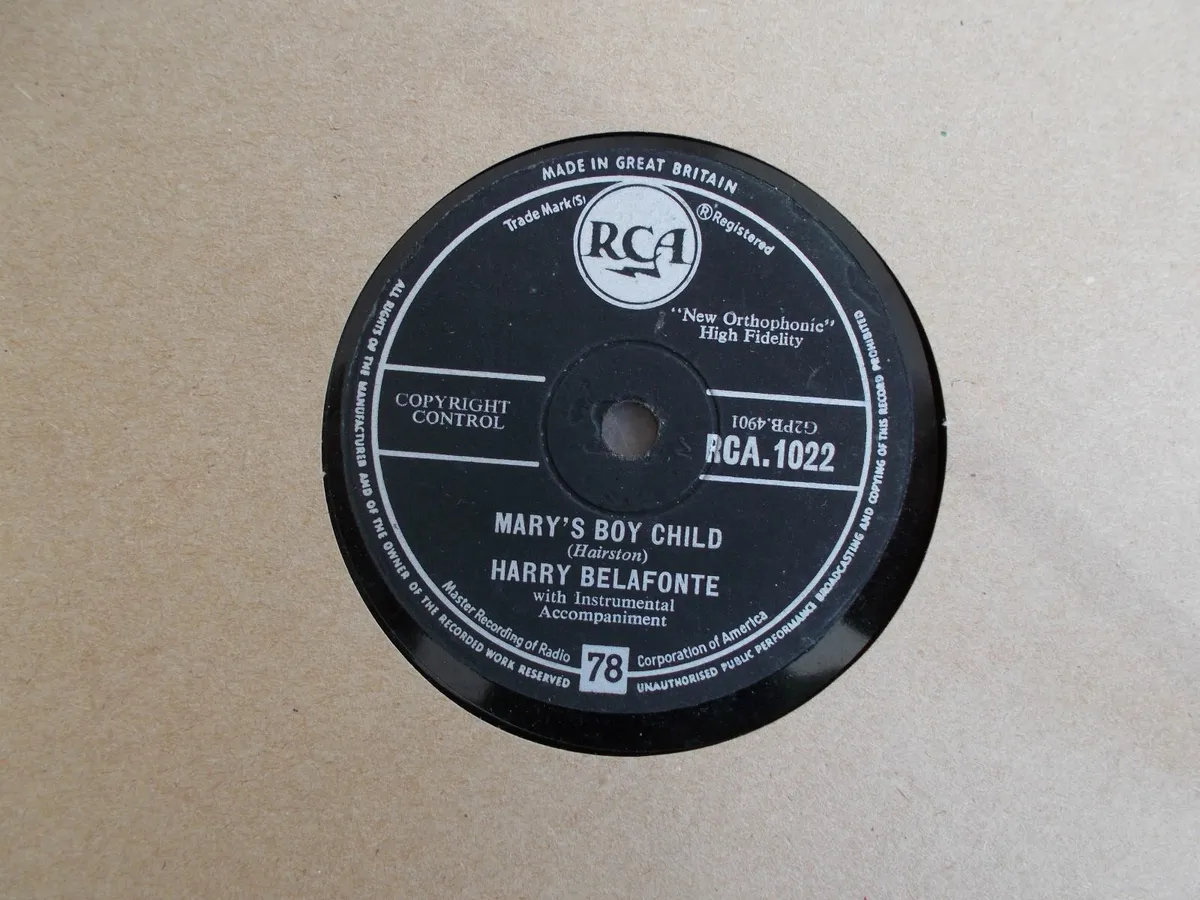 MADE IN GREAT BRITAIN
Trade Mark(S)
RCA
®Registered
"New Orthophonic"
High Fidelity
COPYRIGHT
CONTROL
G2PB.4901
RCA.1022
MARY'S BOY CHILD
(Hairston)
HARRY BELAFONTE
with Instrumental
Accompaniment
Master Recording of Radio
78
Corporation of America
ALL RIGHTS OF THE MANUFACTURER AND OF THE OWNER OF THE RECORDED WORK RESERVED
UNAUTHORISED PUBLIC PERFORMANCE BROADCASTING AND COPYING OF THIS RECORD PROHIBITED